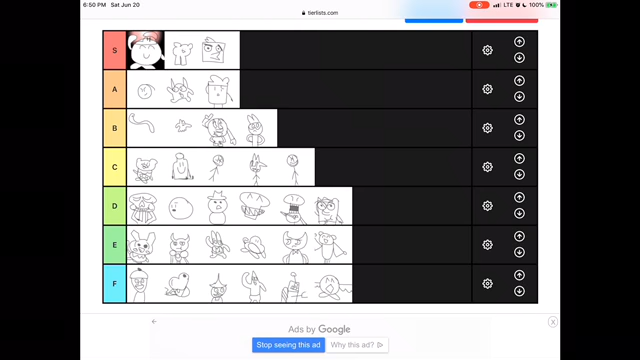 6:50 PM Sat Jun 20
LTE 100%
tierlists.com
S
A
B
C
D
E
F
Ads by Google
Stop seeing this ad
Why this ad?